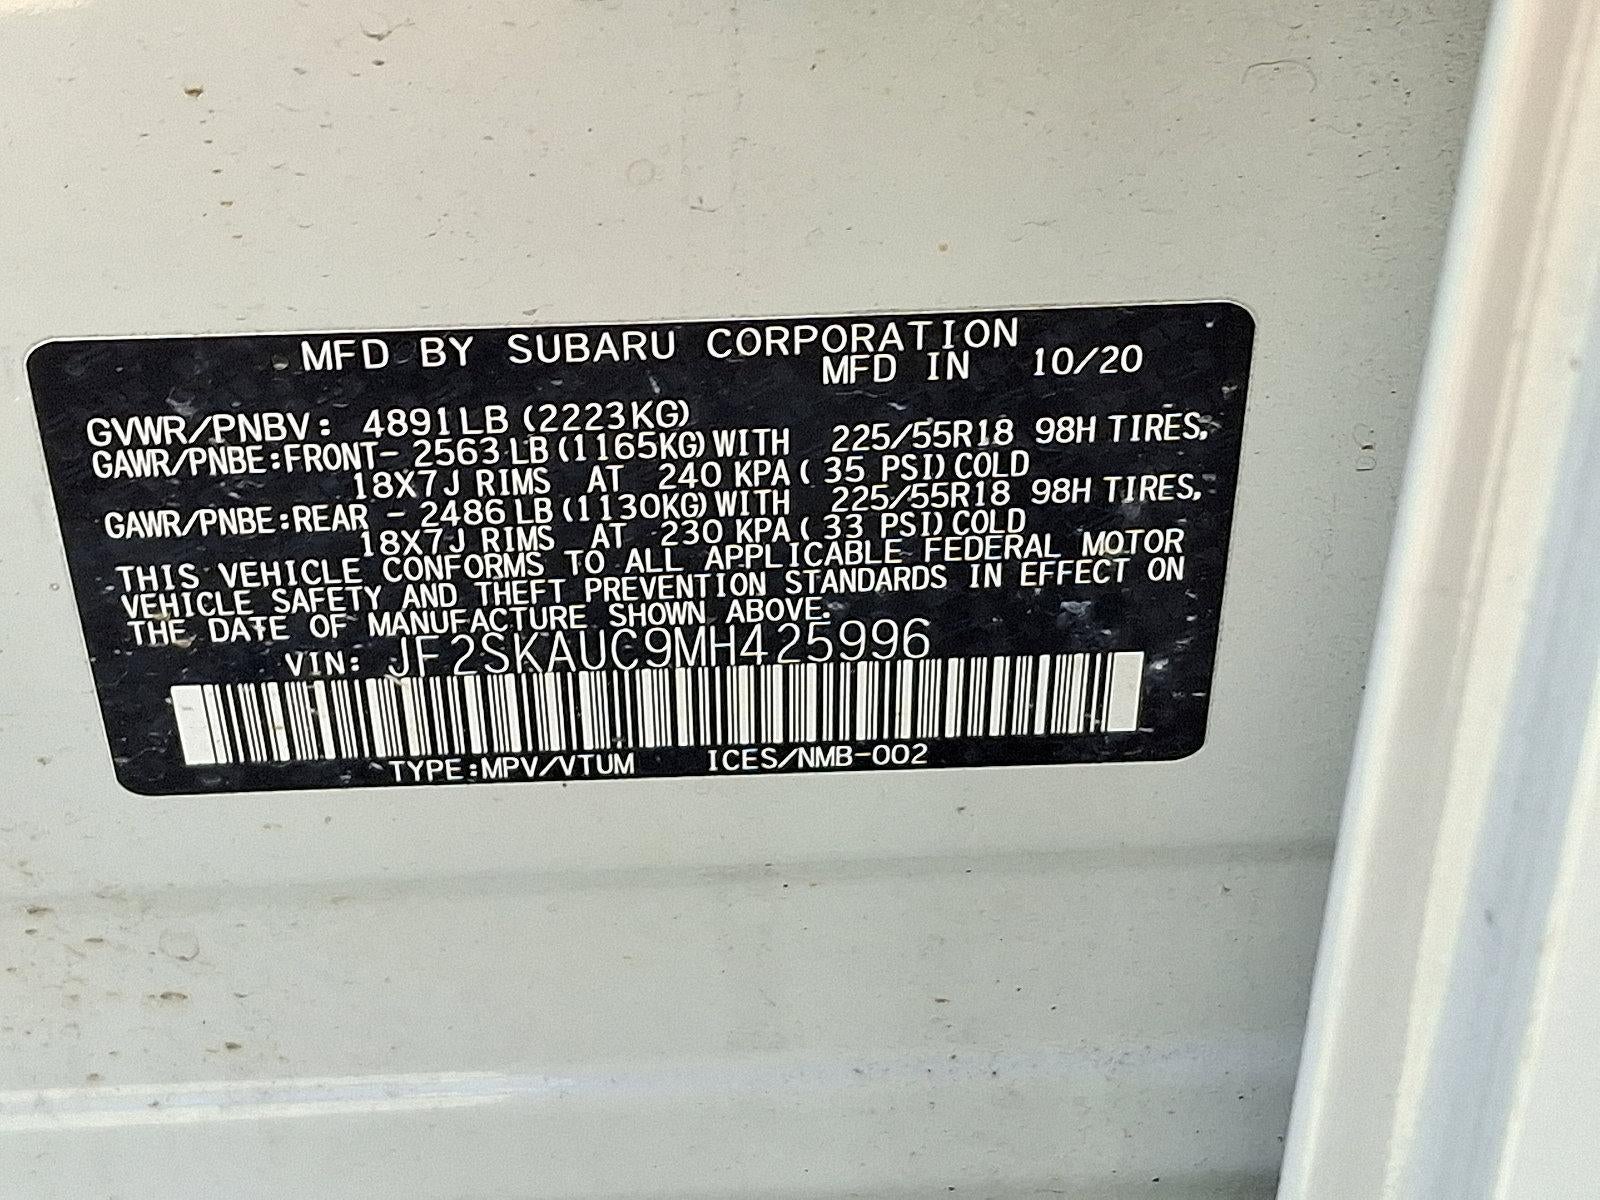 MFD BY SUBARU CORPORATION
MFD IN 10/20
GVWR/PNBV: 4891LB (2223KG)
GAWR/PNBE:FRONT- 2563 LB (1165KG) WITH 225/55R18 98H TIRES,
18X7J RIMS AT 240 KPA ( 35 PSI) COLD
GAWR/PNBE:REAR - 2486 LB (1130KG) WITH 225/55R18 98H TIRES,
18X7J RIMS AT 230 KPA ( 33 PSI) COLD
THIS VEHICLE CONFORMS TO ALL APPLICABLE FEDERAL MOTOR
VEHICLE SAFETY AND THEFT PREVENTION STANDARDS IN EFFECT ON
THE DATE OF MANUFACTURE SHOWN ABOVE.
VIN: JF2SKAUC9MH425996
TYPE:MPV/VTUM ICES/NMB-002